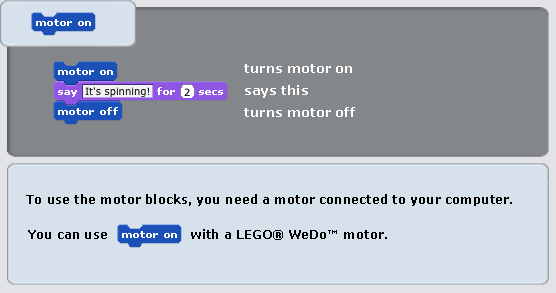 motor on
motor on turns motor on
say It's spinning! for 2 secs says this
motor off turns motor off
To use the motor blocks, you need a motor connected to your computer.
You can use motor on with a LEGO® WeDo™ motor.